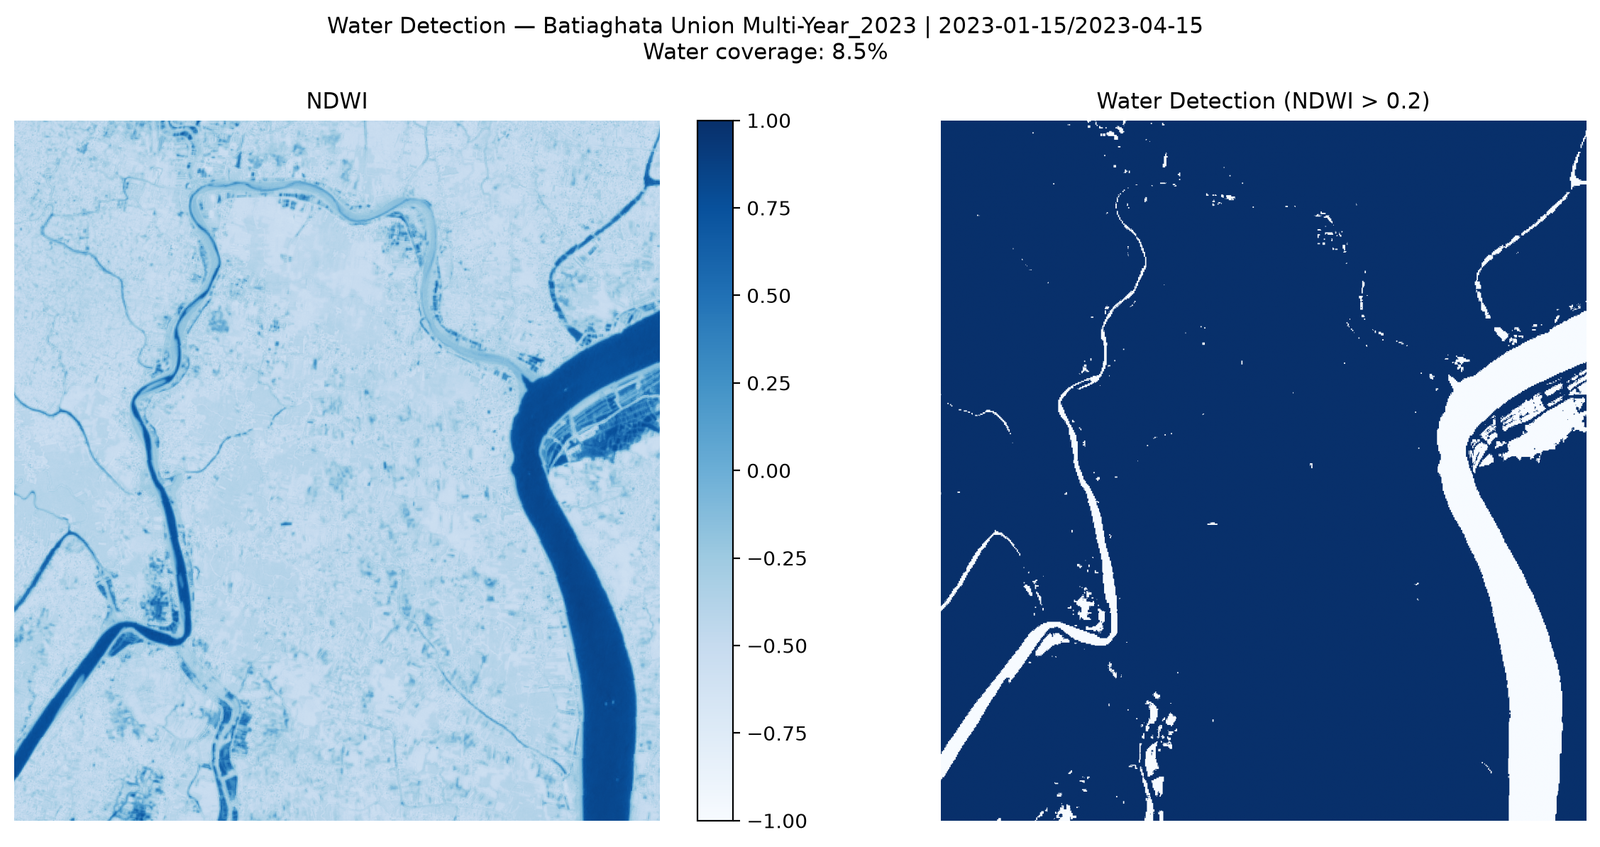 Water Detection — Batiaghata Union Multi-Year_2023 | 2023-01-15/2023-04-15
Water coverage: 8.5%
NDWI
Water Detection (NDWI > 0.2)
1.00
0.75
0.50
0.25
0.00
−0.25
−0.50
−0.75
−1.00